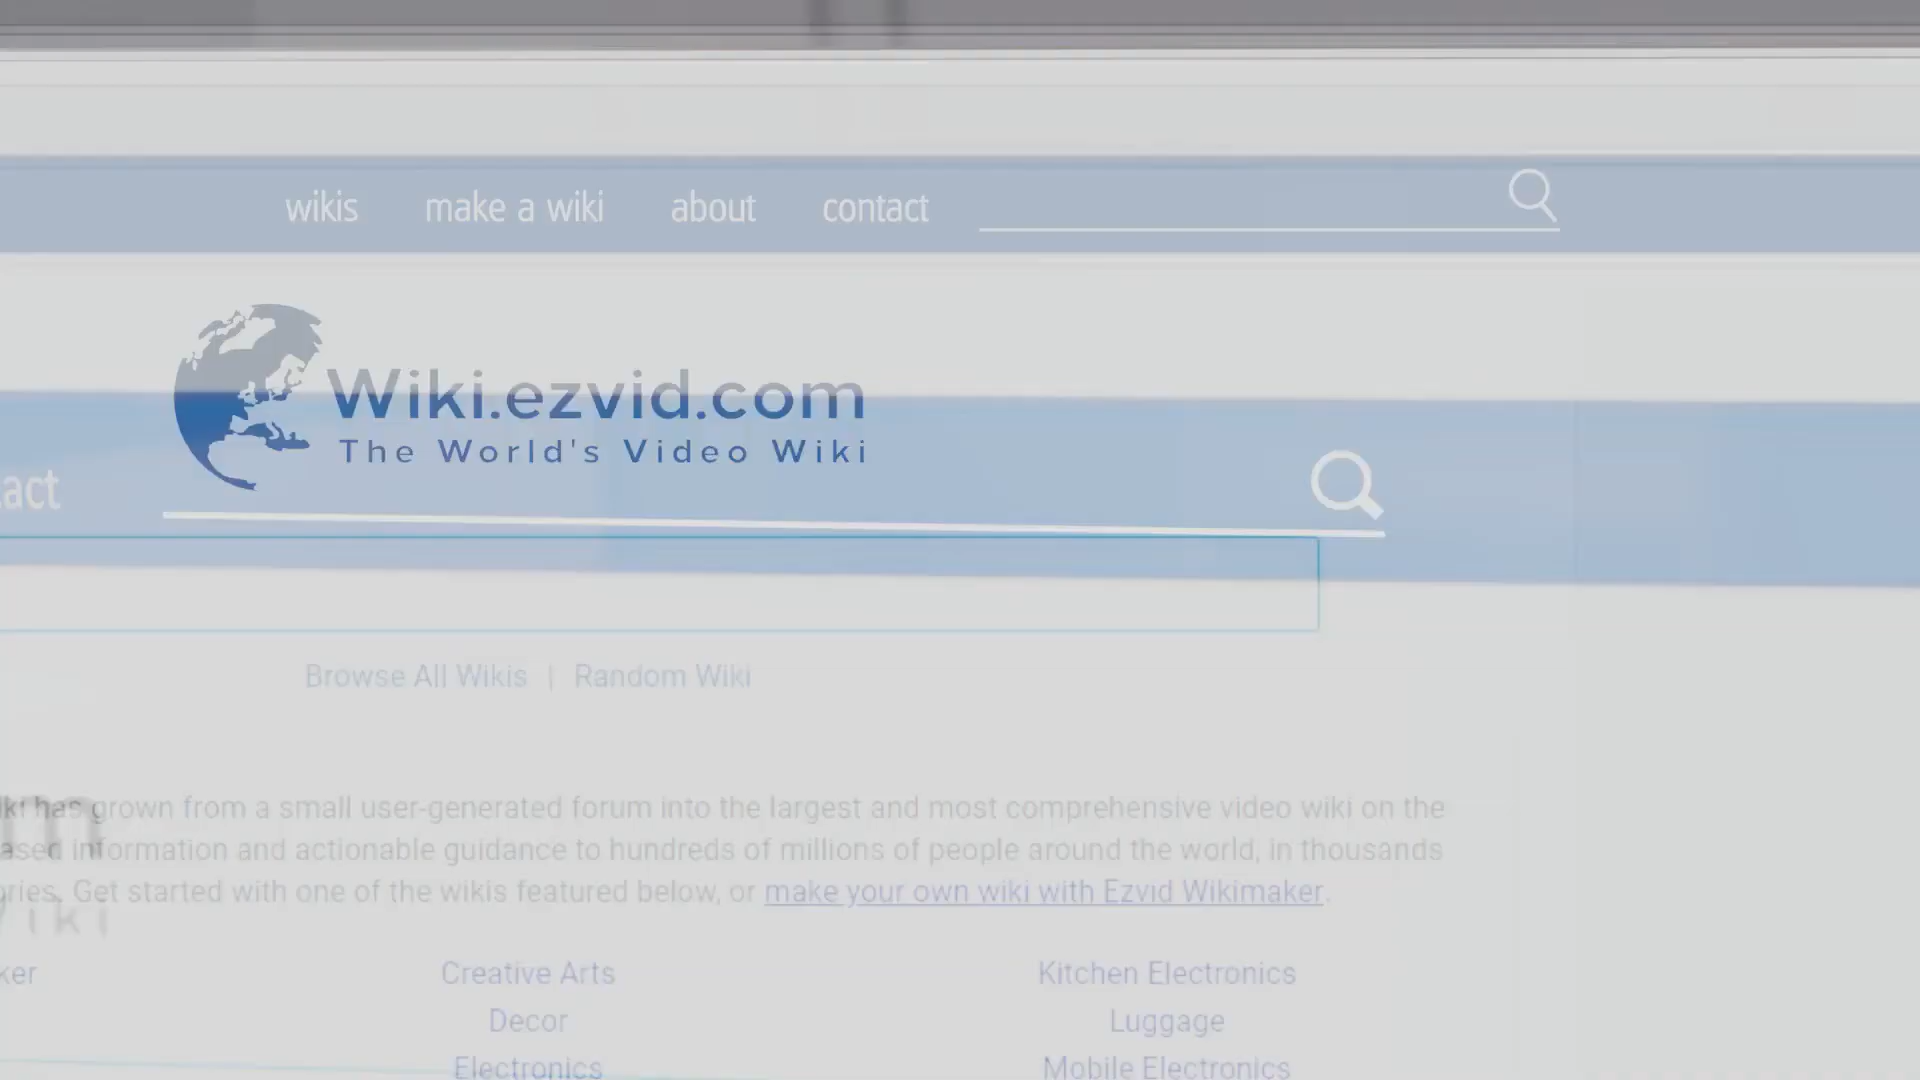 wikis make a wiki about contact
Wiki.ezvid.com
The World's Video Wiki
act
Browse All Wikis | Random Wiki
has grown from a small user-generated forum into the largest and most comprehensive video wiki on the
information and actionable guidance to hundreds of millions of people around the world, in thousands
Get started with one of the wikis featured below, or make your own wiki with Ezvid Wikimaker.
iki
ker Creative Arts Kitchen Electronics
Decor Luggage
Electronics Mobile Electronics